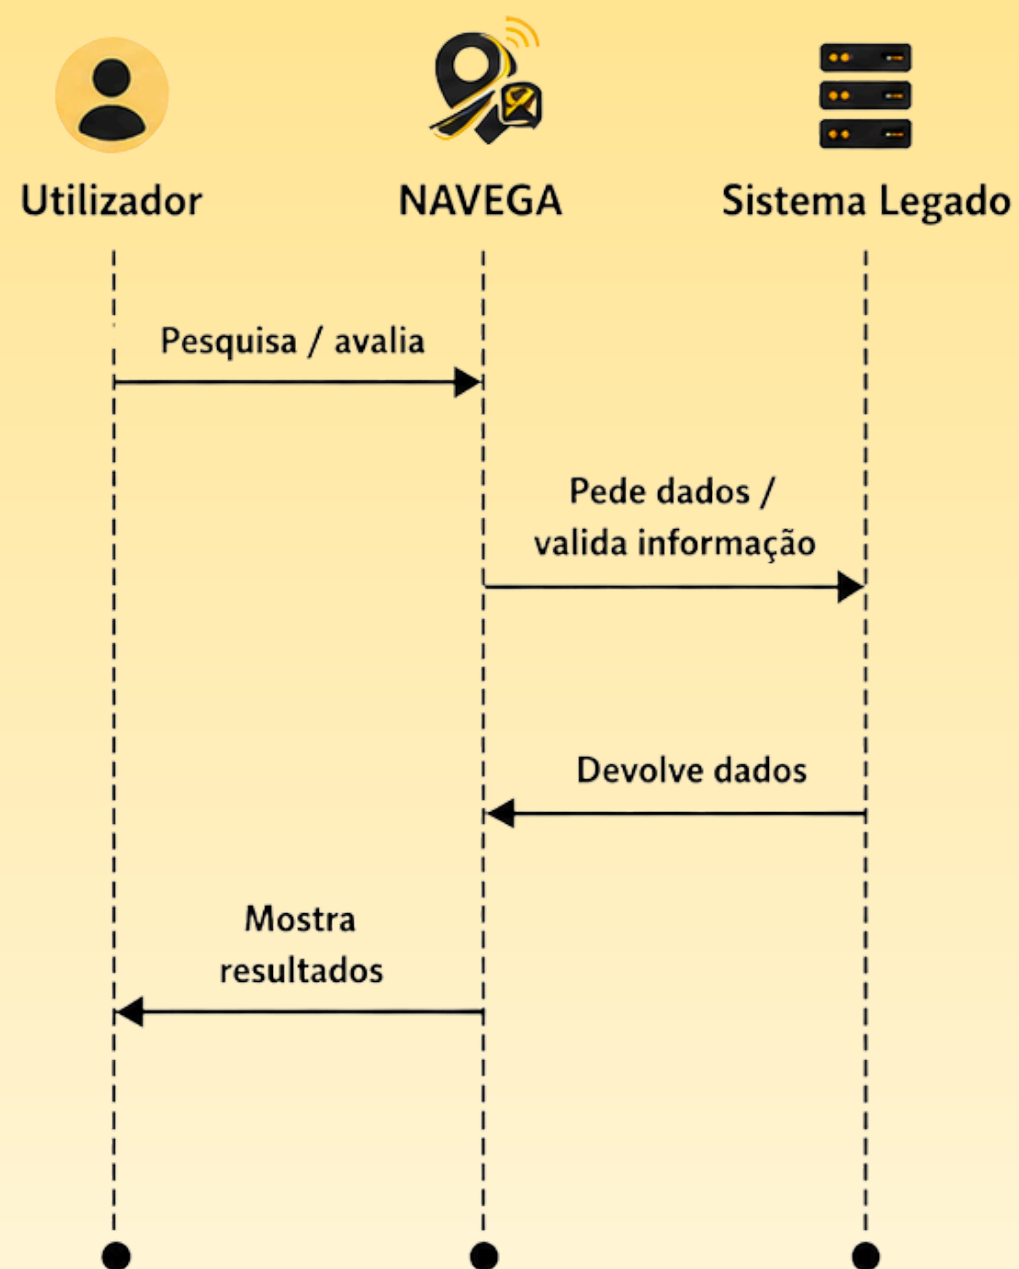 Utilizador
NAVEGA
Sistema Legado
Pesquisa / avalia
Pede dados /
valida informação
Devolve dados
Mostra
resultados